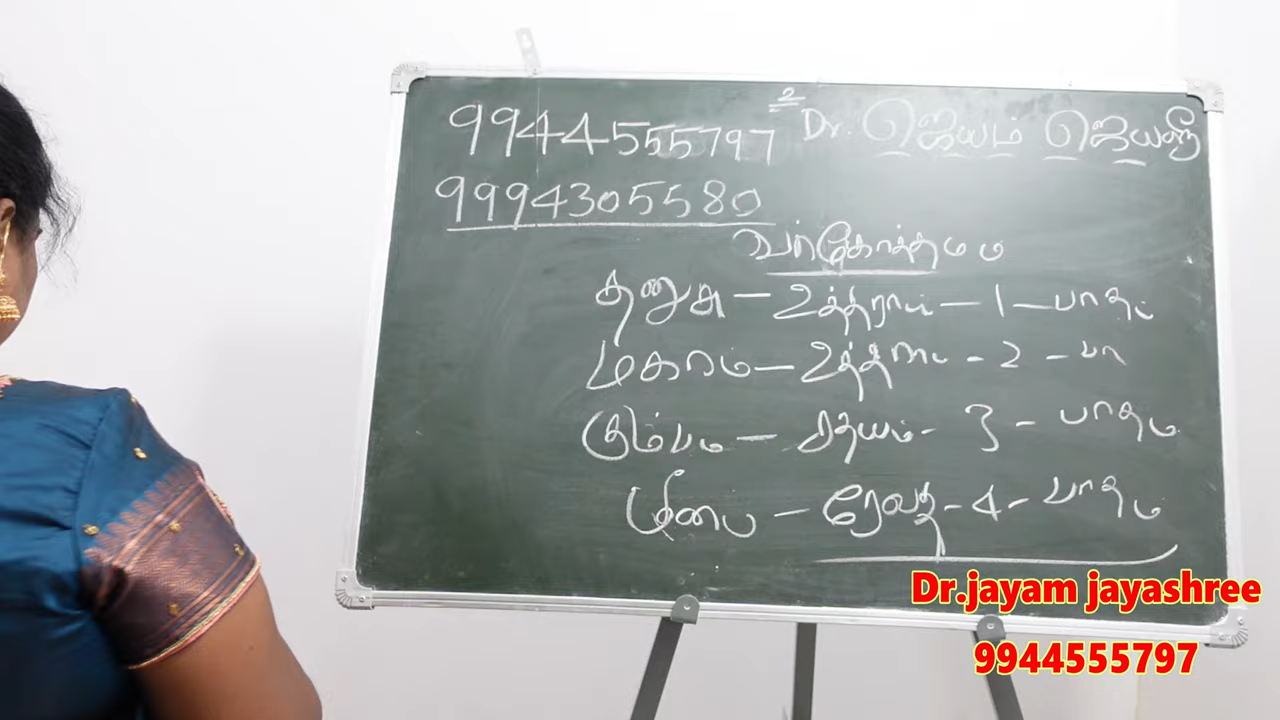 9944555797 2 Dr. ஜெயம் ஜெயஸ்ரீ
9994305580
வர்கோத்தமம்
தனுசு – உத்திராடம் – 1 – பாதம்
மகரம் – உத்திராடம் – 2 – பா
கும்பம் – சதயம் – 3 – பாதம்
மீனம் – ரேவதி – 4 – பாதம்
Dr.jayam jayashree
9944555797